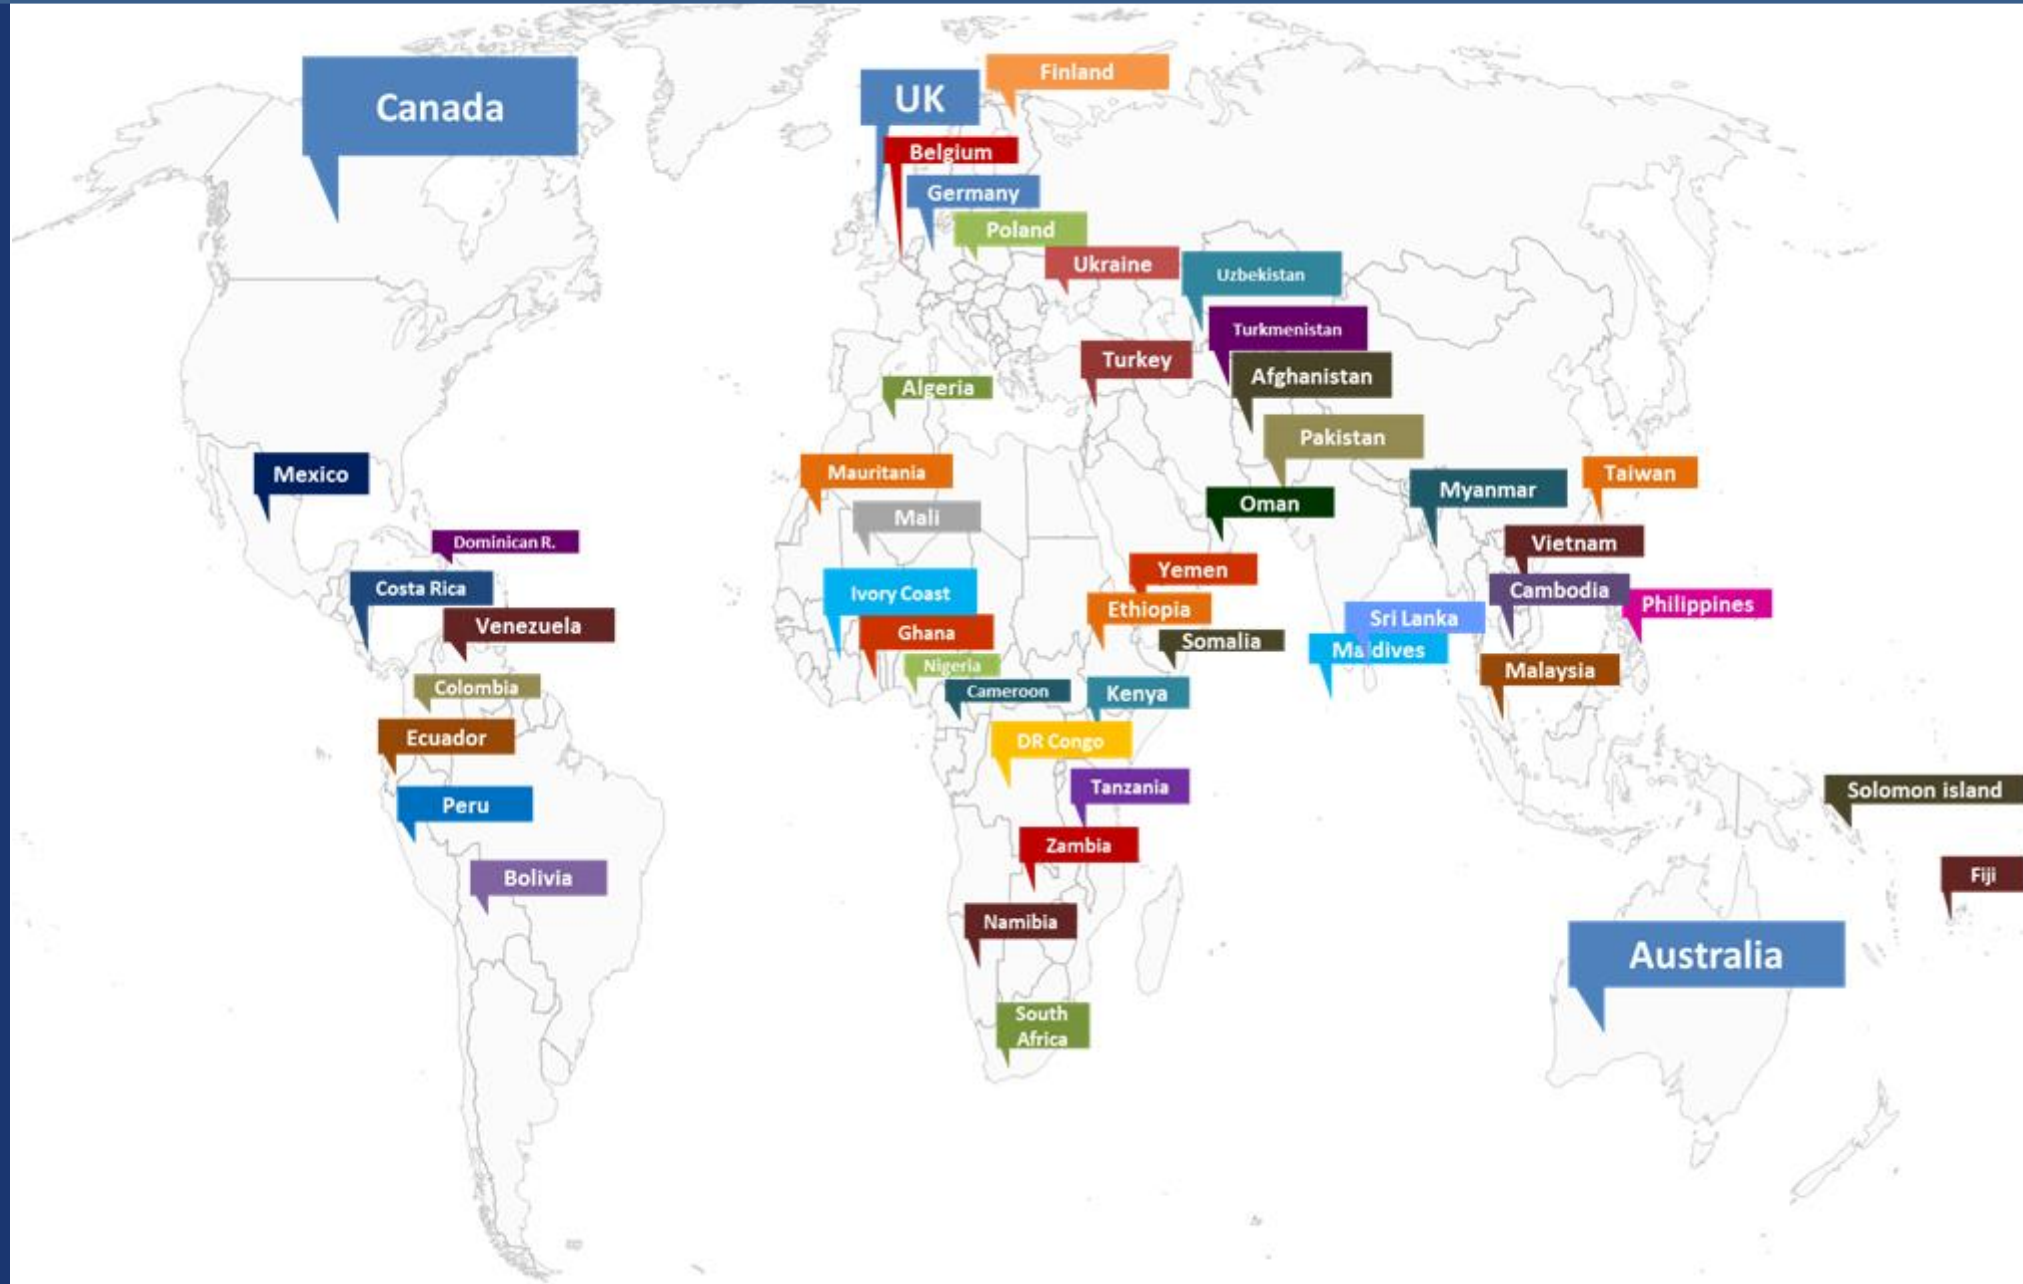 Canada
UK
Finland
Belgium
Germany
Poland
Ukraine
Uzbekistan
Turkmenistan
Turkey
Afghanistan
Algeria
Pakistan
Mexico
Mauritania
Myanmar
Taiwan
Oman
Mali
Dominican R.
Vietnam
Yemen
Costa Rica
Ivory Coast
Cambodia
Philippines
Ethiopia
Sri Lanka
Venezuela
Ghana
Somalia
Maldives
Nigeria
Malaysia
Colombia
Cameroon
Kenya
Ecuador
DR Congo
Tanzania
Solomon island
Peru
Zambia
Bolivia
Fiji
Namibia
Australia
South
Africa